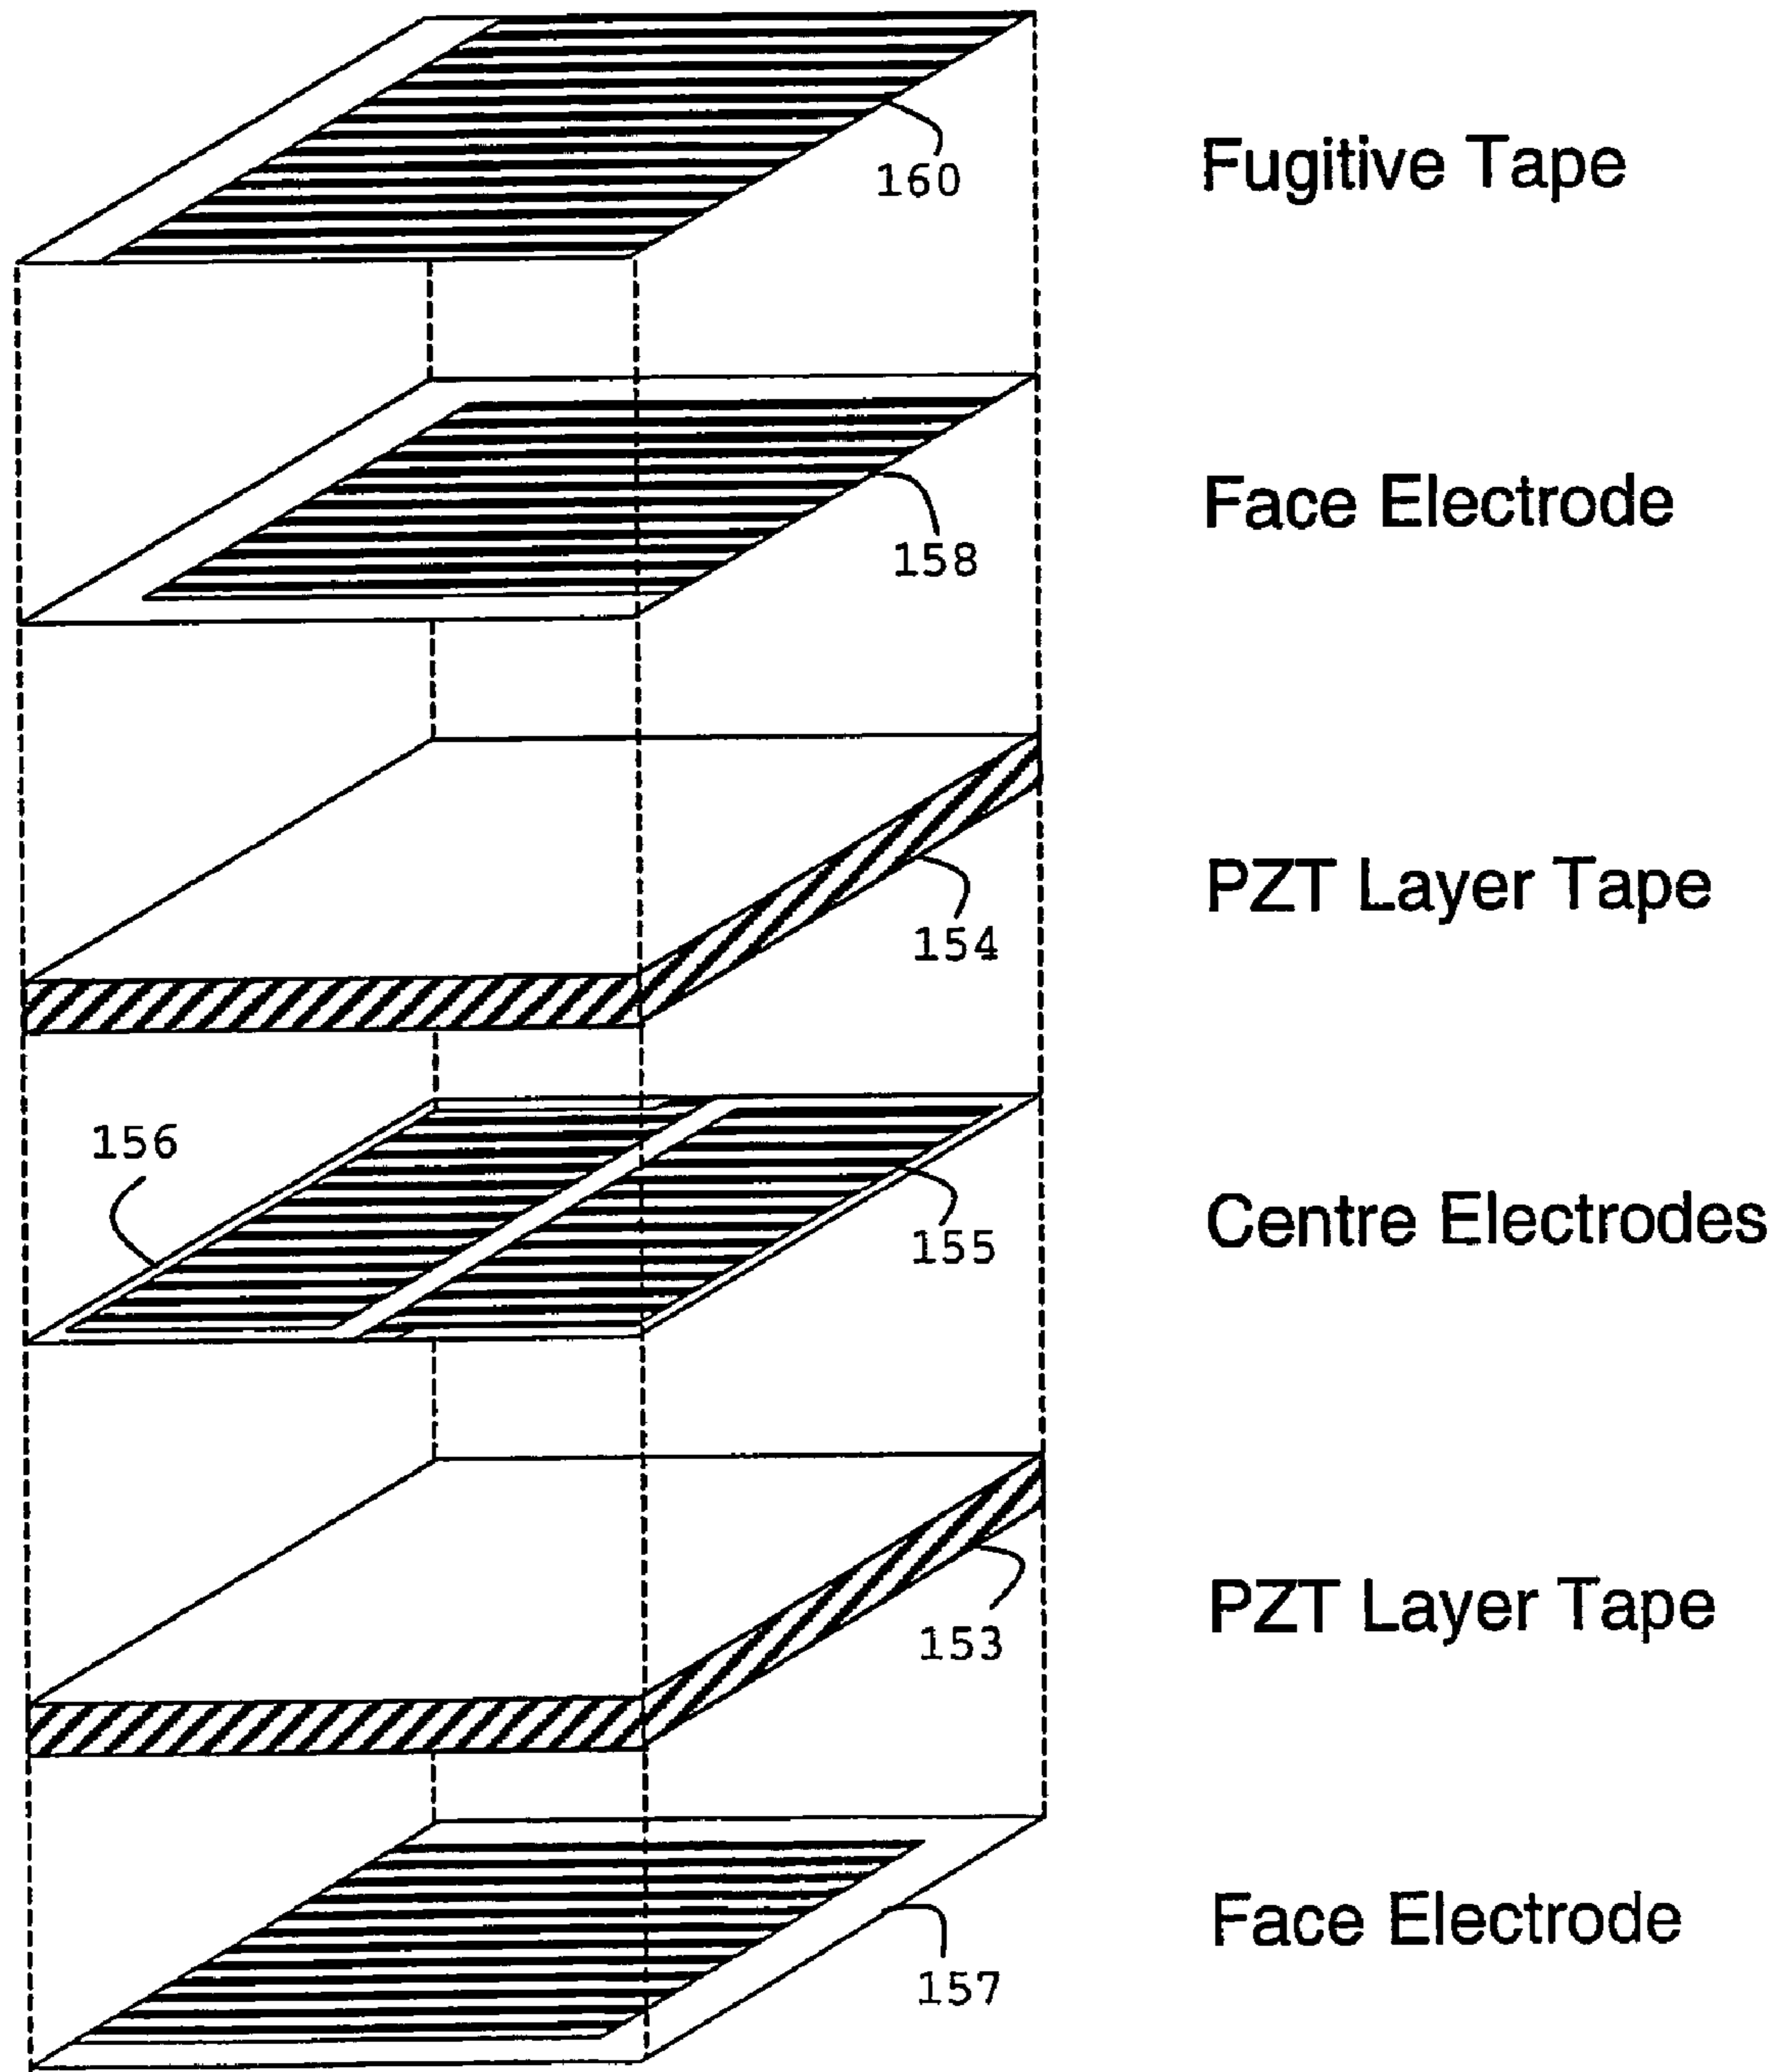 160
Fugitive Tape
158
Face Electrode
154
PZT Layer Tape
156
155
Centre Electrodes
153
PZT Layer Tape
157
Face Electrode